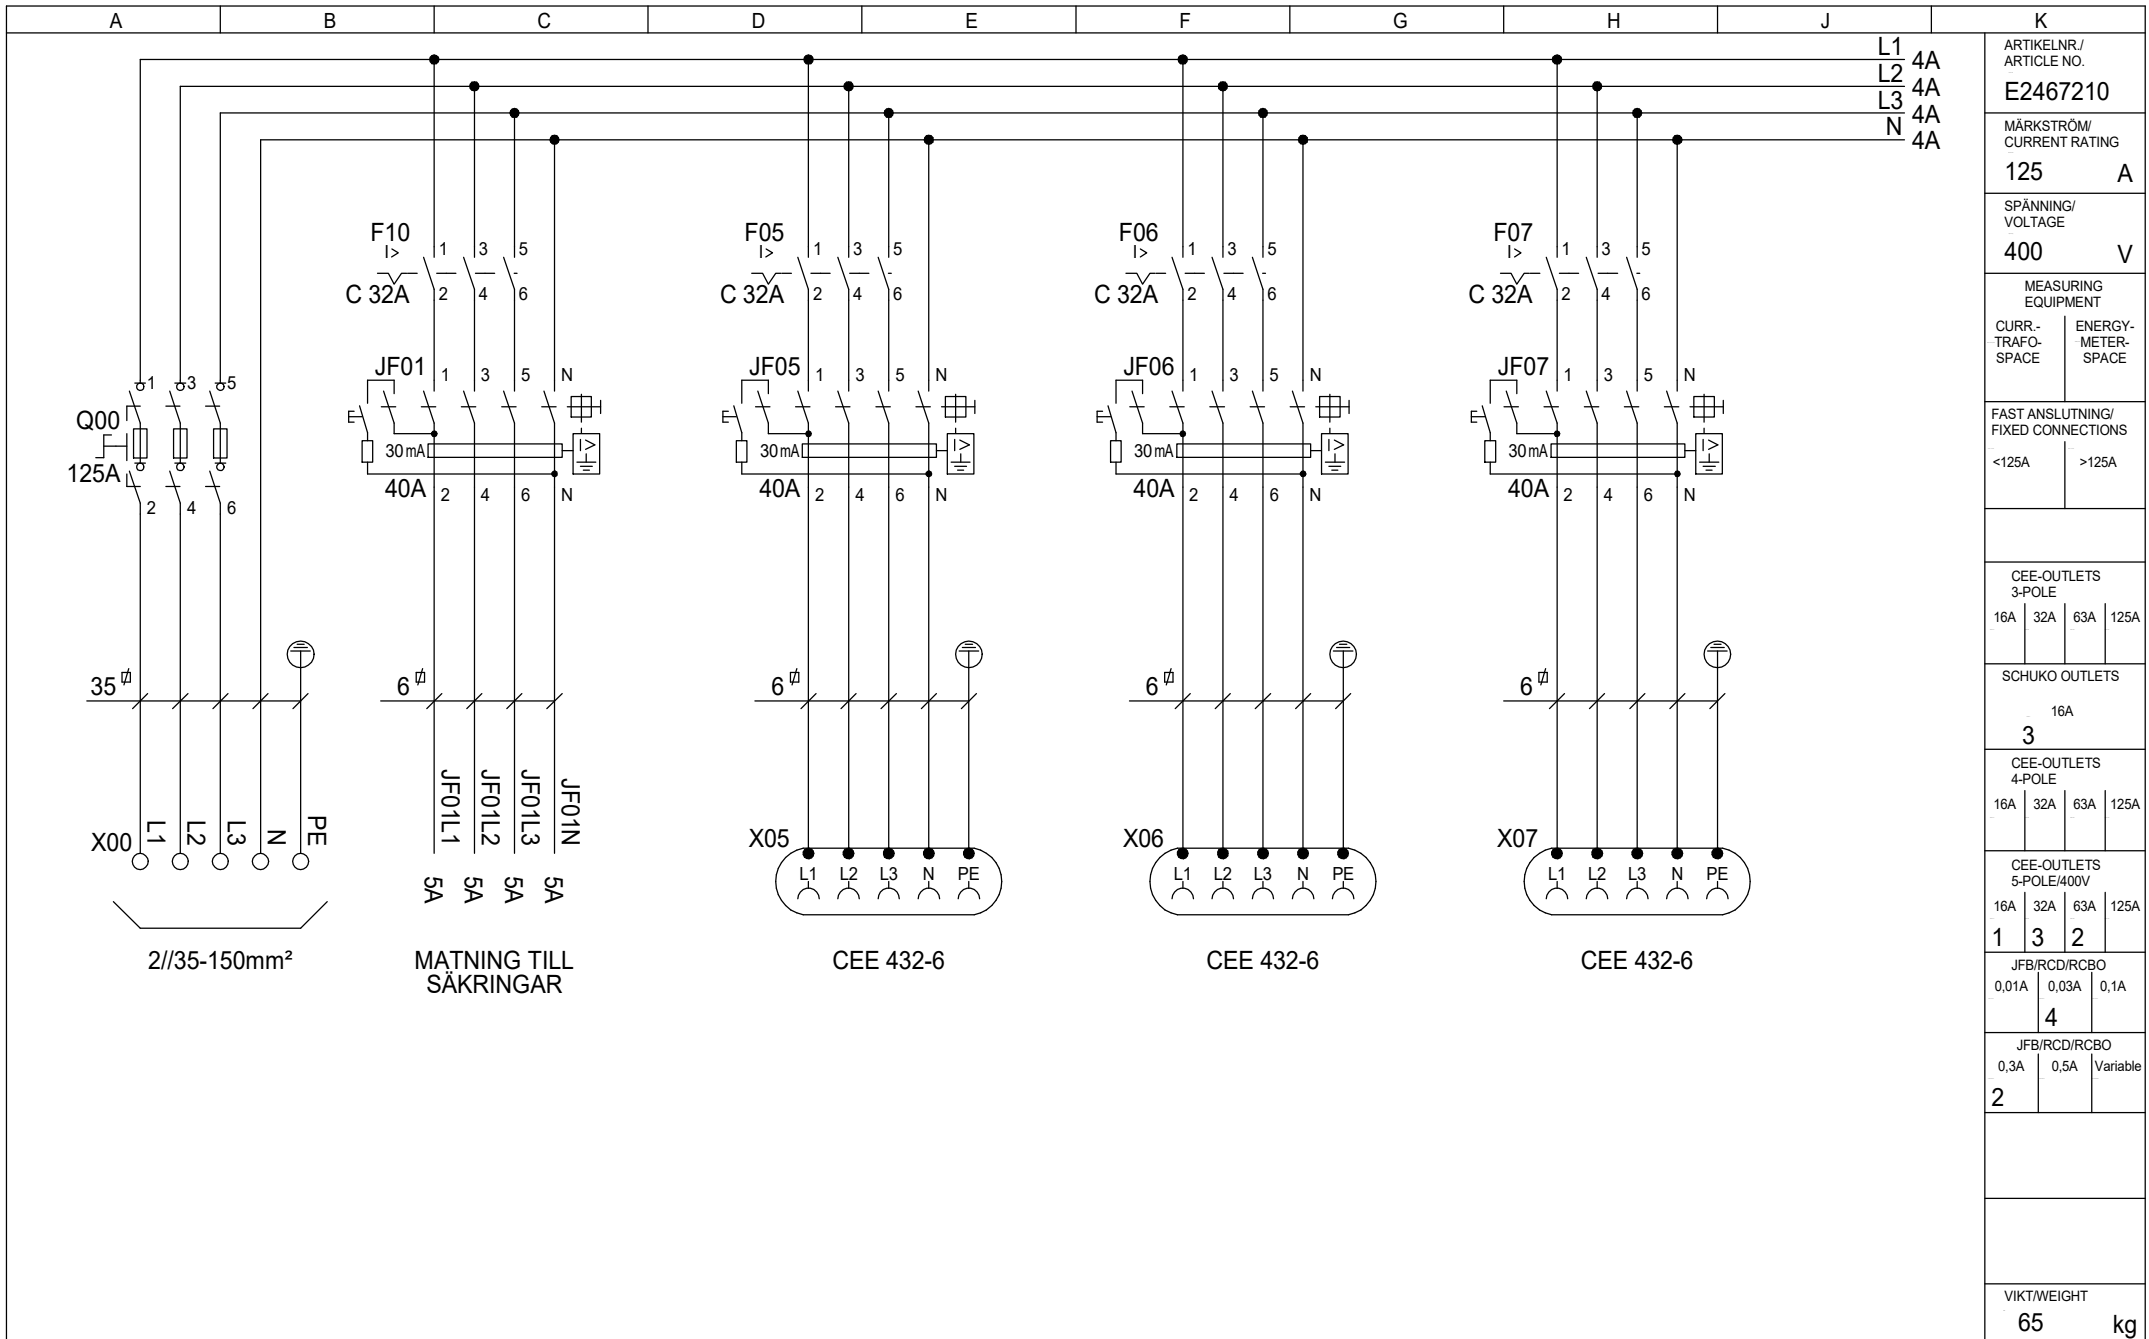 A B C D E F G H J K
L1 4A
L2 4A
L3 4A
N 4A
F10
I>
C 32A
1 3 5
2 4 6
F05
I>
C 32A
1 3 5
2 4 6
F06
I>
C 32A
1 3 5
2 4 6
F07
I>
C 32A
1 3 5
2 4 6
Q00
125A
1 3 5
2 4 6
JF01
1 3 5 N
30 mA
I>
40A
2 4 6 N
JF05
1 3 5 N
30 mA
I>
40A
2 4 6 N
JF06
1 3 5 N
30 mA
I>
40A
2 4 6 N
JF07
1 3 5 N
30 mA
I>
40A
2 4 6 N
35
6
6
6
6
X00
L1 L2 L3 N PE
2//35-150mm²
JF01L1 JF01L2 JF01L3 JF01N
5A 5A 5A 5A
MATNING TILL
SÄKRINGAR
X05
L1 L2 L3 N PE
CEE 432-6
X06
L1 L2 L3 N PE
CEE 432-6
X07
L1 L2 L3 N PE
CEE 432-6
ARTIKELNR./
ARTICLE NO.
E2467210
MÄRKSTRÖM/
CURRENT RATING
125 A
SPÄNNING/
VOLTAGE
400 V
MEASURING
EQUIPMENT
CURR.-
TRAFO-
SPACE
ENERGY-
METER-
SPACE
FAST ANSLUTNING/
FIXED CONNECTIONS
<125A >125A
CEE-OUTLETS
3-POLE
16A 32A 63A 125A
SCHUKO OUTLETS
16A
3
CEE-OUTLETS
4-POLE
16A 32A 63A 125A
CEE-OUTLETS
5-POLE/400V
16A 32A 63A 125A
1 3 2
JFB/RCD/RCBO
0,01A 0,03A 0,1A
4
JFB/RCD/RCBO
0,3A 0,5A Variable
2
VIKT/WEIGHT
65 kg